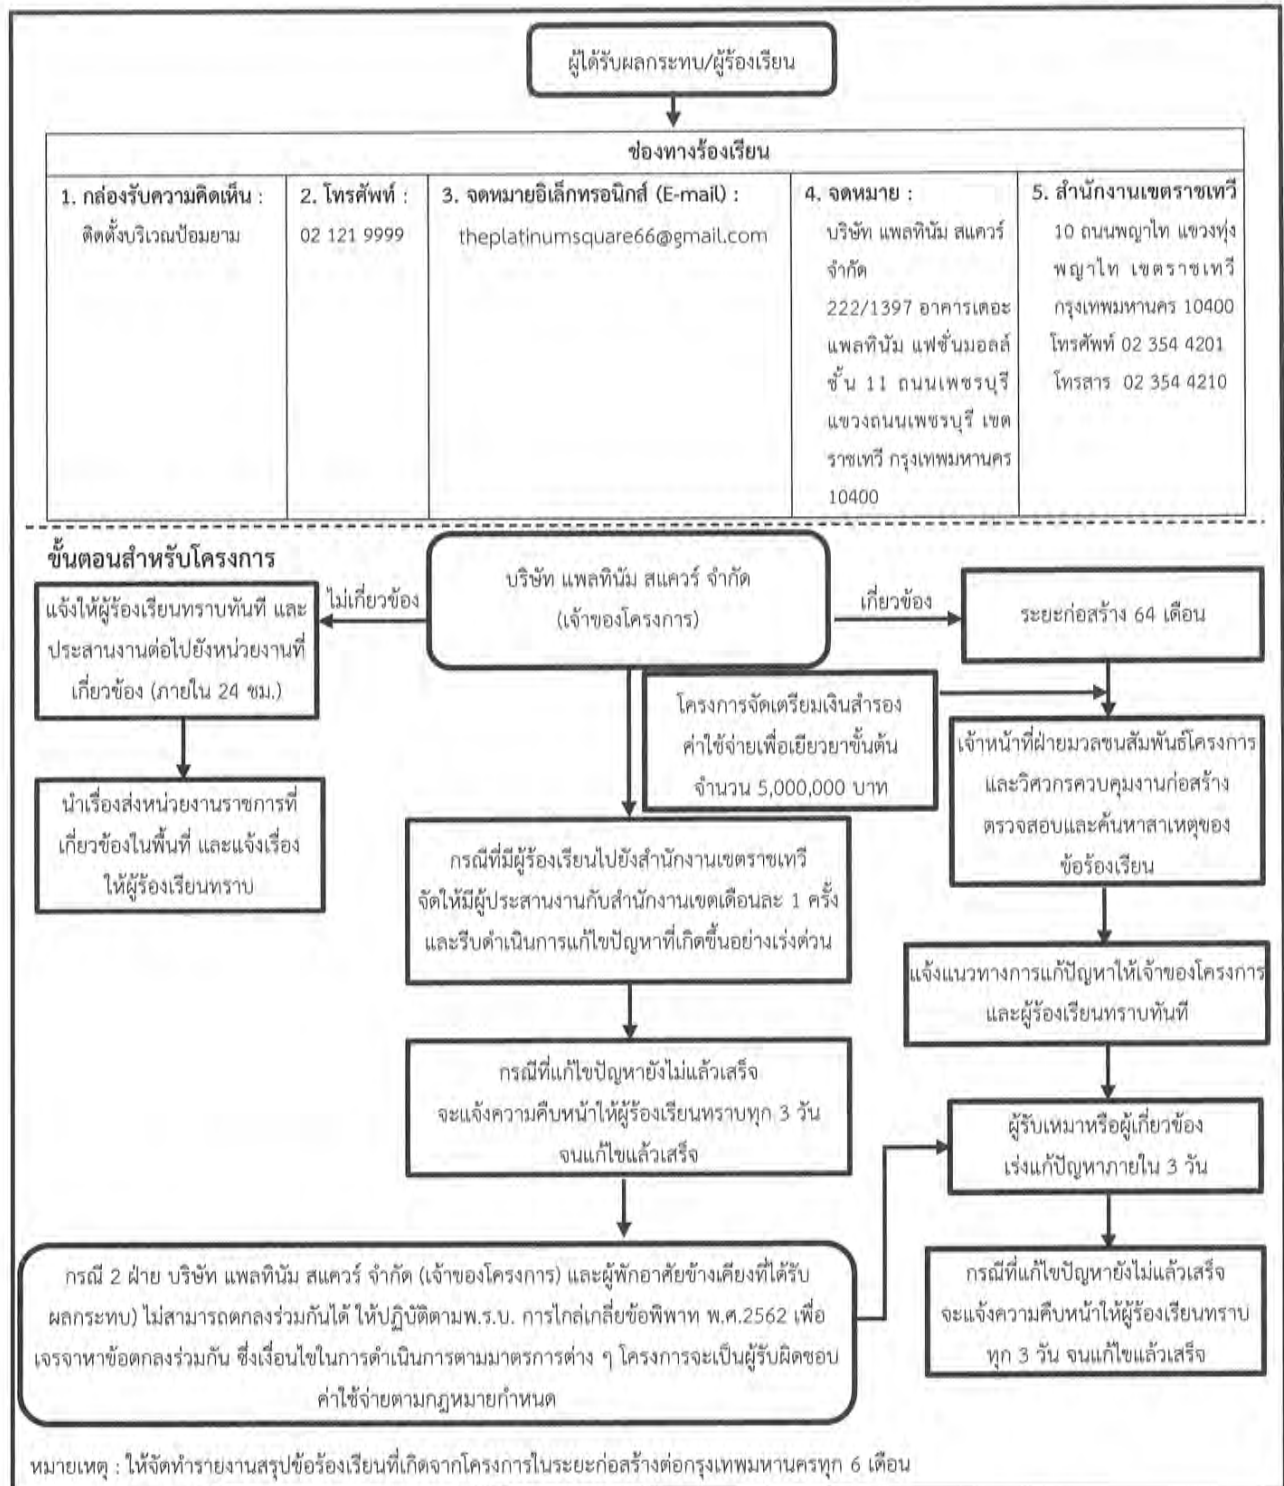 ผู้ได้รับผลกระทบ/ผู้ร้องเรียน
ช่องทางร้องเรียน
1. กล่องรับความคิดเห็น :
ติดตั้งบริเวณป้อมยาม
2. โทรศัพท์ :
02 121 9999
3. จดหมายอิเล็กทรอนิกส์ (E-mail) :
theplatinumsquare66@gmail.com
4. จดหมาย :
บริษัท แพลทินัม สแควร์
จำกัด
222/1397 อาคารเดอะ
แพลทินัม แฟชั่นมอลล์
ชั้น 11 ถนนเพชรบุรี
แขวงถนนเพชรบุรี เขต
ราชเทวี กรุงเทพมหานคร
10400
5. สำนักงานเขตราชเทวี
10 ถนนพญาไท แขวงทุ่ง
พญาไท เขตราชเทวี
กรุงเทพมหานคร 10400
โทรศัพท์ 02 354 4201
โทรสาร 02 354 4210
ขั้นตอนสำหรับโครงการ
บริษัท แพลทินัม สแควร์ จำกัด
(เจ้าของโครงการ)
ไม่เกี่ยวข้อง
แจ้งให้ผู้ร้องเรียนทราบทันที และ
ประสานงานต่อไปยังหน่วยงานที่
เกี่ยวข้อง (ภายใน 24 ชม.)
นำเรื่องส่งหน่วยงานราชการที่
เกี่ยวข้องในพื้นที่ และแจ้งเรื่อง
ให้ผู้ร้องเรียนทราบ
เกี่ยวข้อง
ระยะก่อสร้าง 64 เดือน
โครงการจัดเตรียมเงินสำรอง
ค่าใช้จ่ายเพื่อเยียวยาขั้นต้น
จำนวน 5,000,000 บาท
เจ้าหน้าที่ฝ่ายมวลชนสัมพันธ์โครงการ
และวิศวกรควบคุมงานก่อสร้าง
ตรวจสอบและค้นหาสาเหตุของ
ข้อร้องเรียน
กรณีที่มีผู้ร้องเรียนไปยังสำนักงานเขตราชเทวี
จัดให้มีผู้ประสานงานกับสำนักงานเขตเดือนละ 1 ครั้ง
และรีบดำเนินการแก้ไขปัญหาที่เกิดขึ้นอย่างเร่งด่วน
แจ้งแนวทางการแก้ปัญหาให้เจ้าของโครงการ
และผู้ร้องเรียนทราบทันที
กรณีที่แก้ไขปัญหายังไม่แล้วเสร็จ
จะแจ้งความคืบหน้าให้ผู้ร้องเรียนทราบทุก 3 วัน
จนแก้ไขแล้วเสร็จ
ผู้รับเหมาหรือผู้เกี่ยวข้อง
เร่งแก้ปัญหาภายใน 3 วัน
กรณี 2 ฝ่าย บริษัท แพลทินัม สแควร์ จำกัด (เจ้าของโครงการ) และผู้พักอาศัยข้างเคียงที่ได้รับ
ผลกระทบ) ไม่สามารถตกลงร่วมกันได้ ให้ปฏิบัติตามพ.ร.บ. การไกล่เกลี่ยข้อพิพาท พ.ศ.2562 เพื่อ
เจรจาหาข้อตกลงร่วมกัน ซึ่งเงื่อนไขในการดำเนินการตามมาตรการต่าง ๆ โครงการจะเป็นผู้รับผิดชอบ
ค่าใช้จ่ายตามกฎหมายกำหนด
กรณีที่แก้ไขปัญหายังไม่แล้วเสร็จ
จะแจ้งความคืบหน้าให้ผู้ร้องเรียนทราบ
ทุก 3 วัน จนแก้ไขแล้วเสร็จ
หมายเหตุ : ให้จัดทำรายงานสรุปข้อร้องเรียนที่เกิดจากโครงการในระยะก่อสร้างต่อกรุงเทพมหานครทุก 6 เดือน